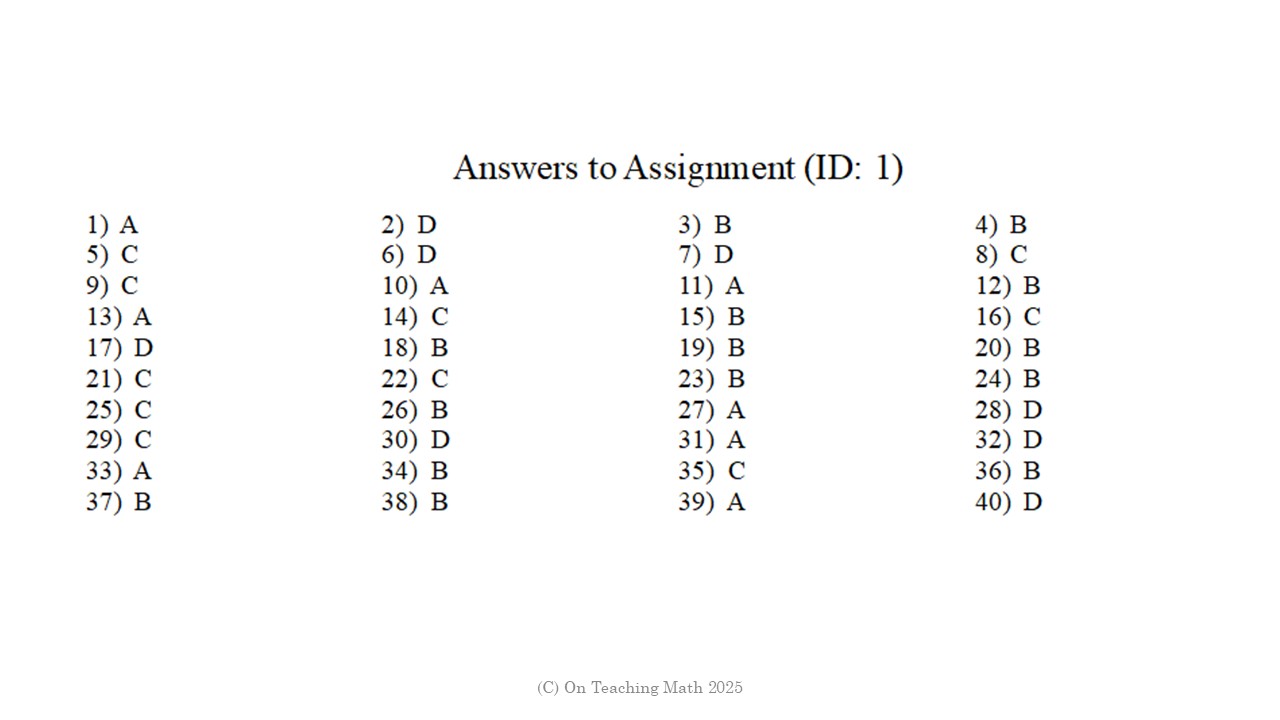 Answers to Assignment (ID: 1)
1) A 2) D 3) B 4) B
5) C 6) D 7) D 8) C
9) C 10) A 11) A 12) B
13) A 14) C 15) B 16) C
17) D 18) B 19) B 20) B
21) C 22) C 23) B 24) B
25) C 26) B 27) A 28) D
29) C 30) D 31) A 32) D
33) A 34) B 35) C 36) B
37) B 38) B 39) A 40) D
(C) On Teaching Math 2025